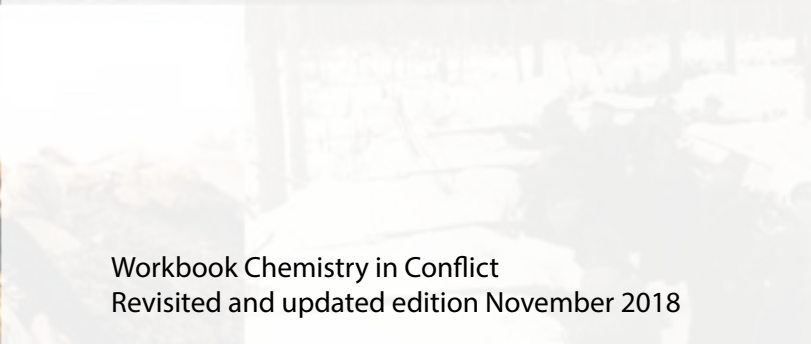 Workbook Chemistry in Conflict
Revisited and updated edition November 2018